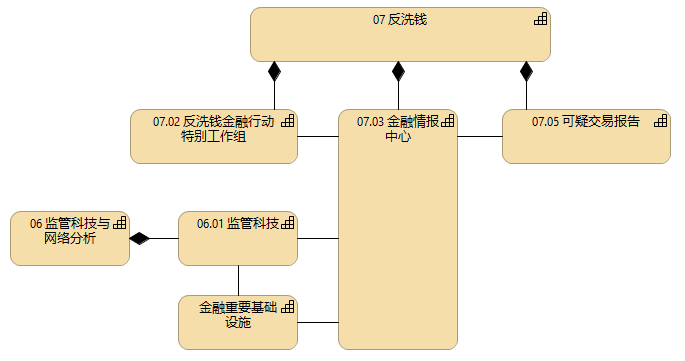 07 反洗钱
07.02 反洗钱金融行动
特别工作组
07.03 金融情报
中心
07.05 可疑交易报告
06 监管科技与
网络分析
06.01 监管科技
金融重要基础
设施